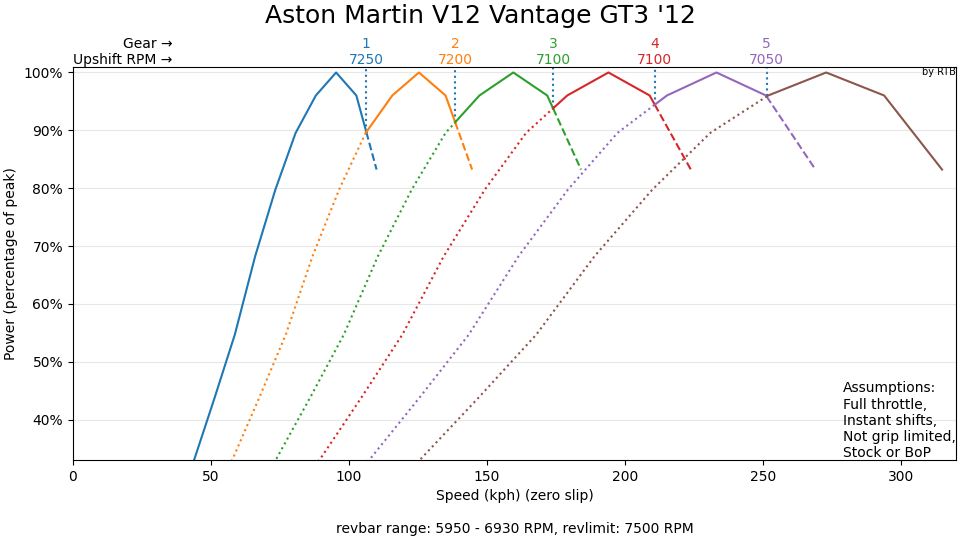 Aston Martin V12 Vantage GT3 '12
Gear → 1 2 3 4 5
Upshift RPM → 7250 7200 7100 7100 7050
by RTB
100%
90%
80%
70%
60%
50%
40%
Power (percentage of peak)
Assumptions:
Full throttle,
Instant shifts,
Not grip limited,
Stock or BoP
0 50 100 150 200 250 300
Speed (kph) (zero slip)
revbar range: 5950 - 6930 RPM, revlimit: 7500 RPM